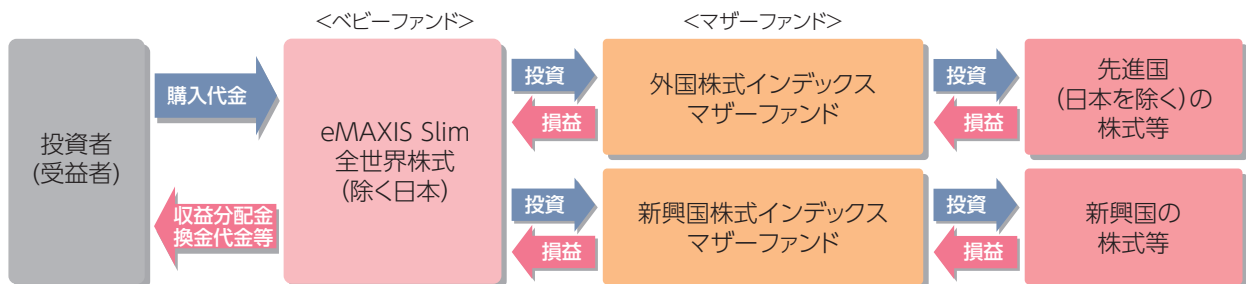 <ベビーファンド>
<マザーファンド>
投資者
(受益者)
購入代金
収益分配金
換金代金等
eMAXIS Slim
全世界株式
(除く日本)
投資
損益
外国株式インデックス
マザーファンド
投資
損益
先進国
(日本を除く)の
株式等
投資
損益
新興国株式インデックス
マザーファンド
投資
損益
新興国の
株式等